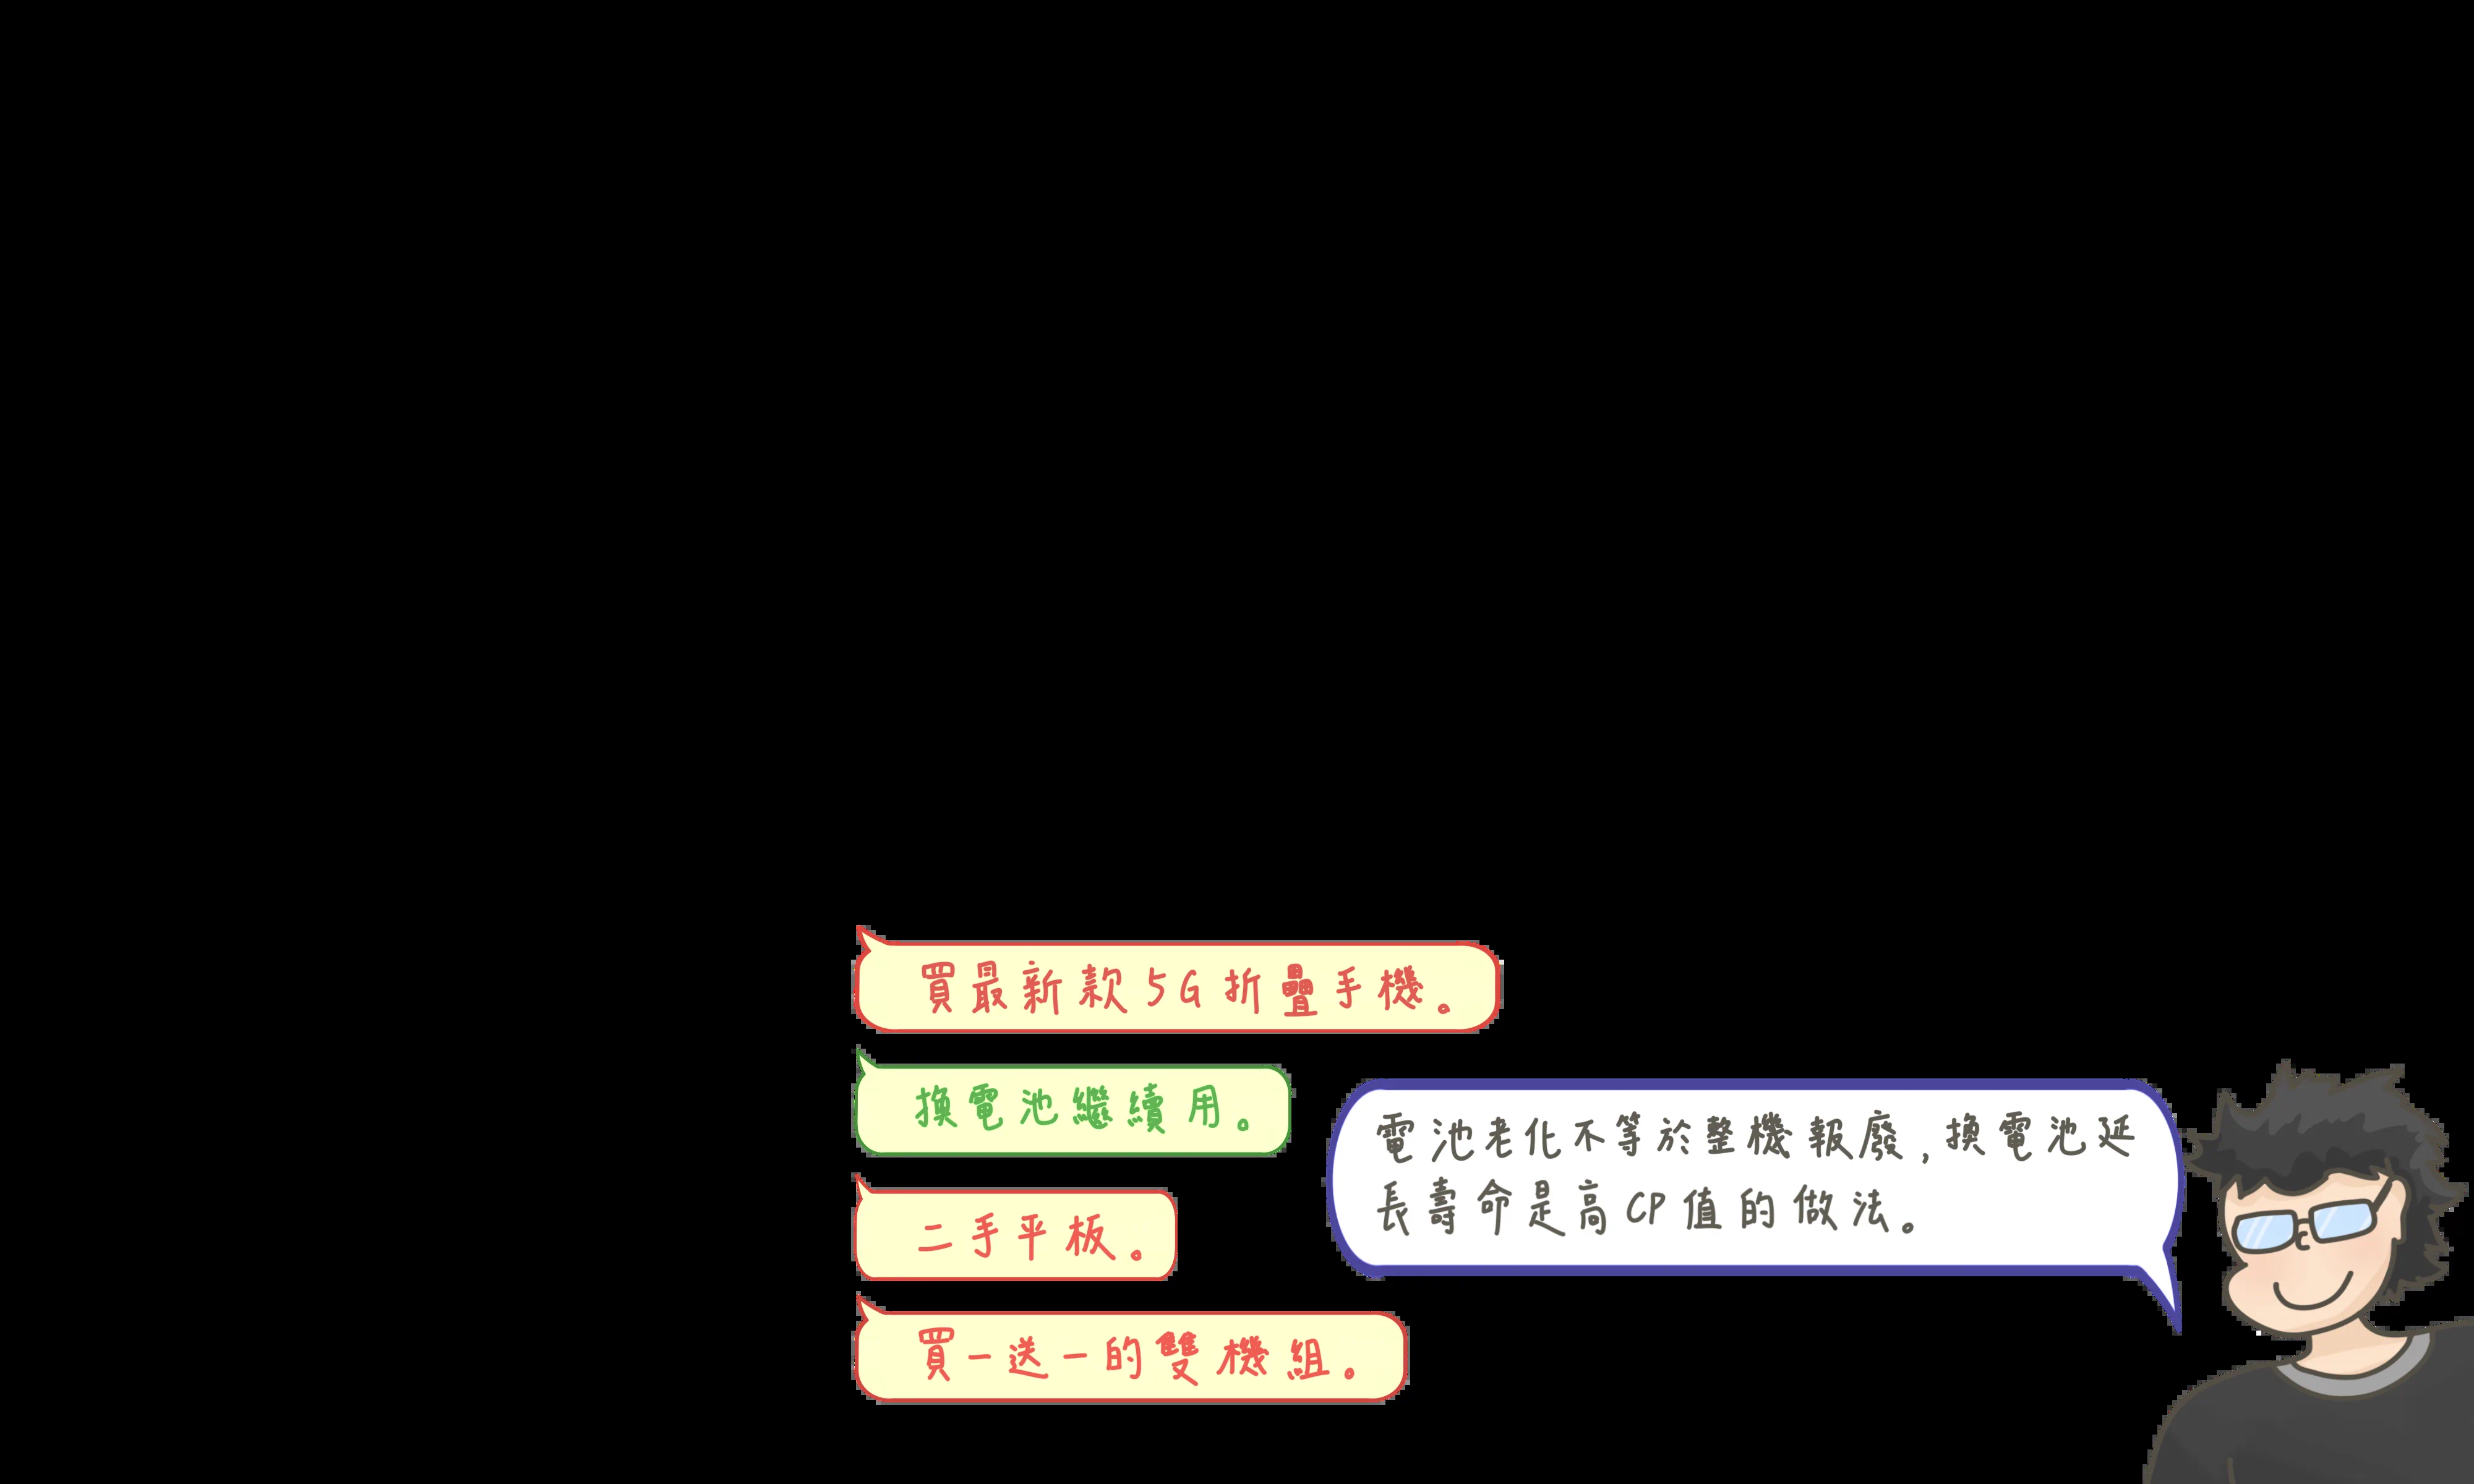 買最新款5G折疊手機。
換電池繼續用。
電池老化不等於整機報廢,換電池延
長壽命是高CP值的做法。
二手平板。
買一送一的雙機組。